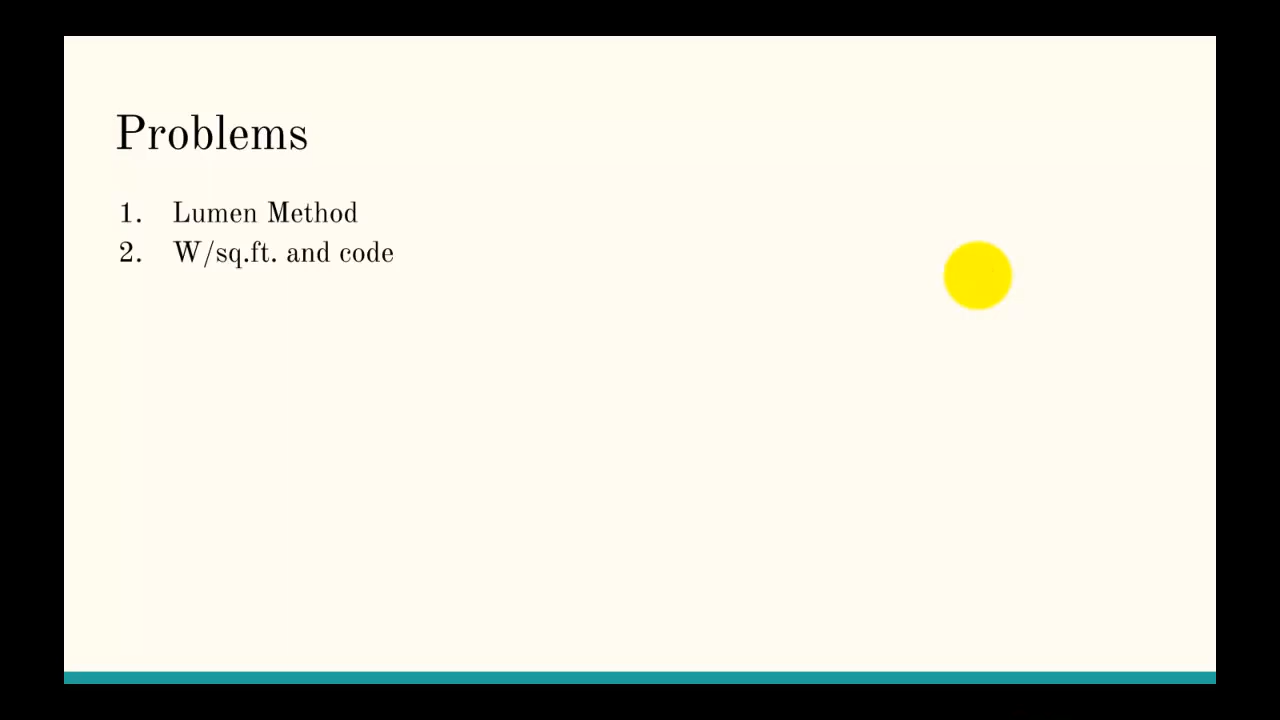 Problems
1. Lumen Method
2. W/sq.ft. and code